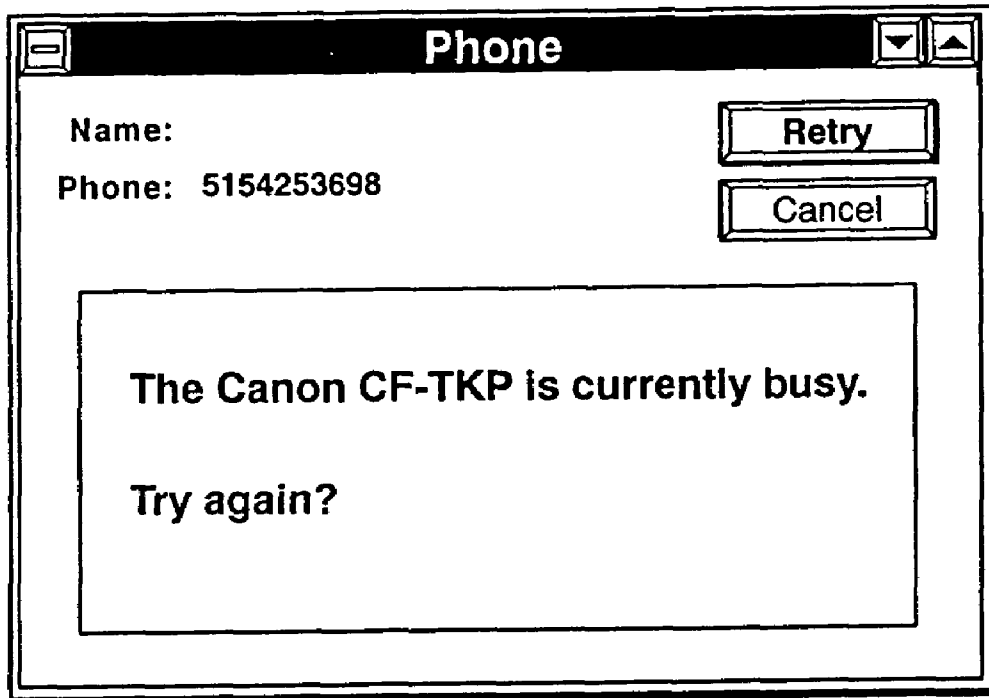 Phone
Name:
Retry
Phone: 5154253698
Cancel
The Canon CF-TKP is currently busy.
Try again?